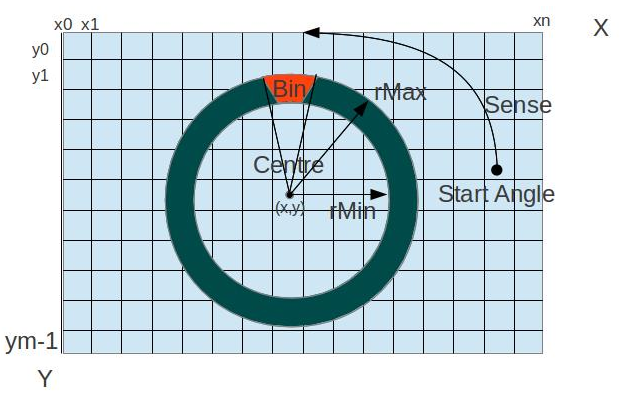 x0 x1
xn
X
y0
y1
Bin
rMax
Sense
Centre
Start Angle
(x,y)
rMin
ym-1
Y